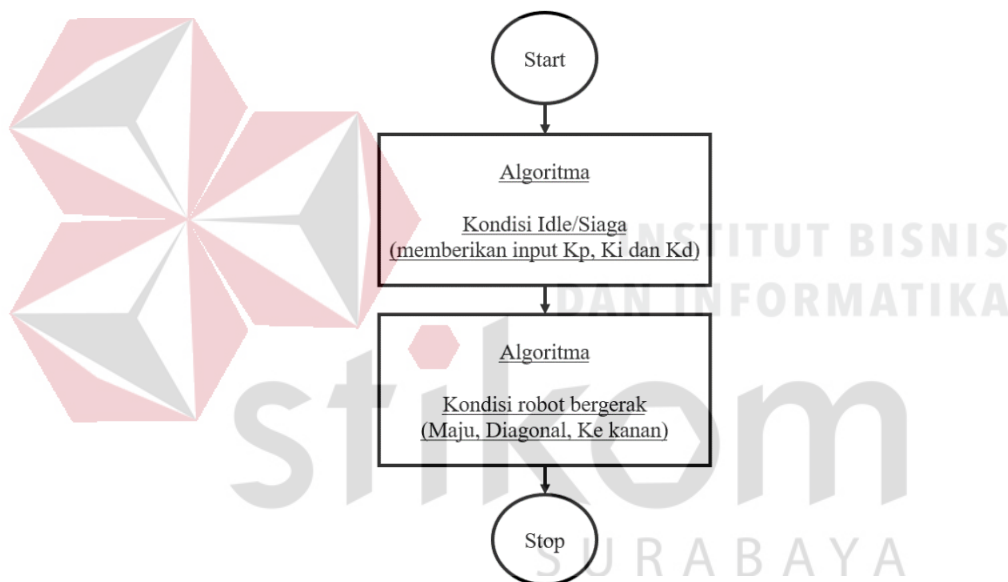 Start
Algoritma
Kondisi Idle/Siaga
(memberikan input Kp, Ki dan Kd)
INSTITUT BISNIS
DAN INFORMATIKA
Algoritma
Kondisi robot bergerak
(Maju, Diagonal, Ke kanan)
stikom
Stop
SURABAYA